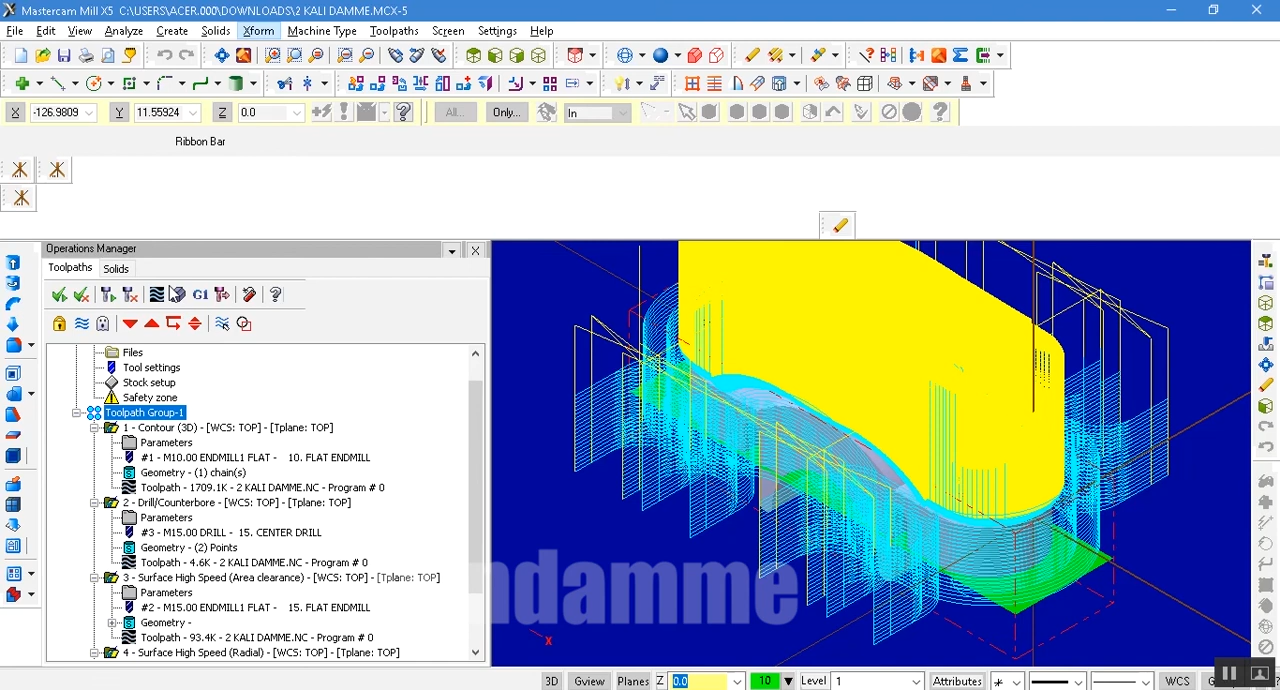 Mastercam Mill X5 C:\USERS\ACER.000\DOWNLOADS\2 KALI DAMME.MCX-5
File Edit View Analyze Create Solids Xform Machine Type Toolpaths Screen Settings Help
X -126.9809 Y 11.55924 Z 0.0 All... Only... In
Ribbon Bar
Operations Manager
Toolpaths Solids
G1
Files
Tool settings
Stock setup
Safety zone
Toolpath Group-1
1 - Contour (3D) - [WCS: TOP] - [Tplane: TOP]
Parameters
#1 - M10.00 ENDMILL1 FLAT - 10. FLAT ENDMILL
Geometry - (1) chain(s)
Toolpath - 1709.1K - 2 KALI DAMME.NC - Program # 0
2 - Drill/Counterbore - [WCS: TOP] - [Tplane: TOP]
Parameters
#3 - M15.00 DRILL - 15. CENTER DRILL
Geometry - (2) Points
Toolpath - 4.6K - 2 KALI DAMME.NC - Program # 0
3 - Surface High Speed (Area clearance) - [WCS: TOP] - [Tplane: TOP]
Parameters
#2 - M15.00 ENDMILL1 FLAT - 15. FLAT ENDMILL
Geometry -
Toolpath - 93.4K - 2 KALI DAMME.NC - Program # 0
4 - Surface High Speed (Radial) - [WCS: TOP] - [Tplane: TOP]
ndamme
X
3D Gview Planes Z 0.0 10 Level 1 Attributes WCS G